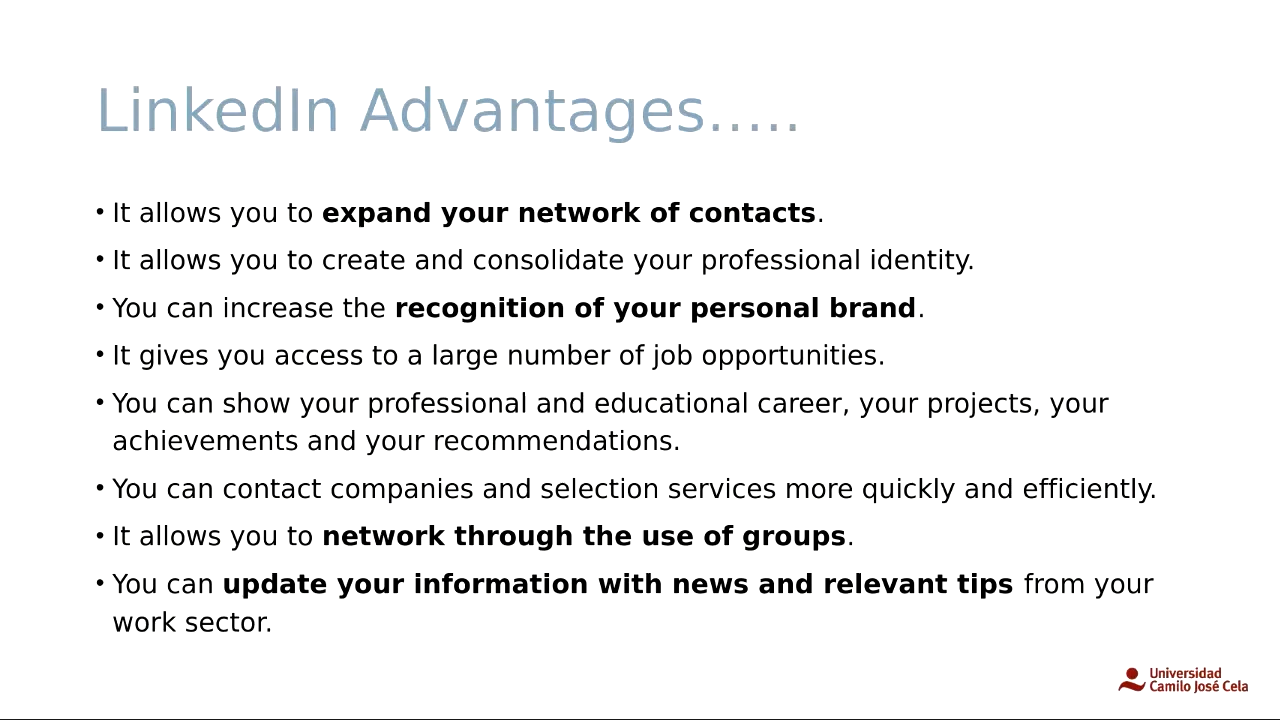 LinkedIn Advantages…..
• It allows you to expand your network of contacts.
• It allows you to create and consolidate your professional identity.
• You can increase the recognition of your personal brand.
• It gives you access to a large number of job opportunities.
• You can show your professional and educational career, your projects, your
achievements and your recommendations.
• You can contact companies and selection services more quickly and efficiently.
• It allows you to network through the use of groups.
• You can update your information with news and relevant tips from your
work sector.
Universidad
Camilo José Cela